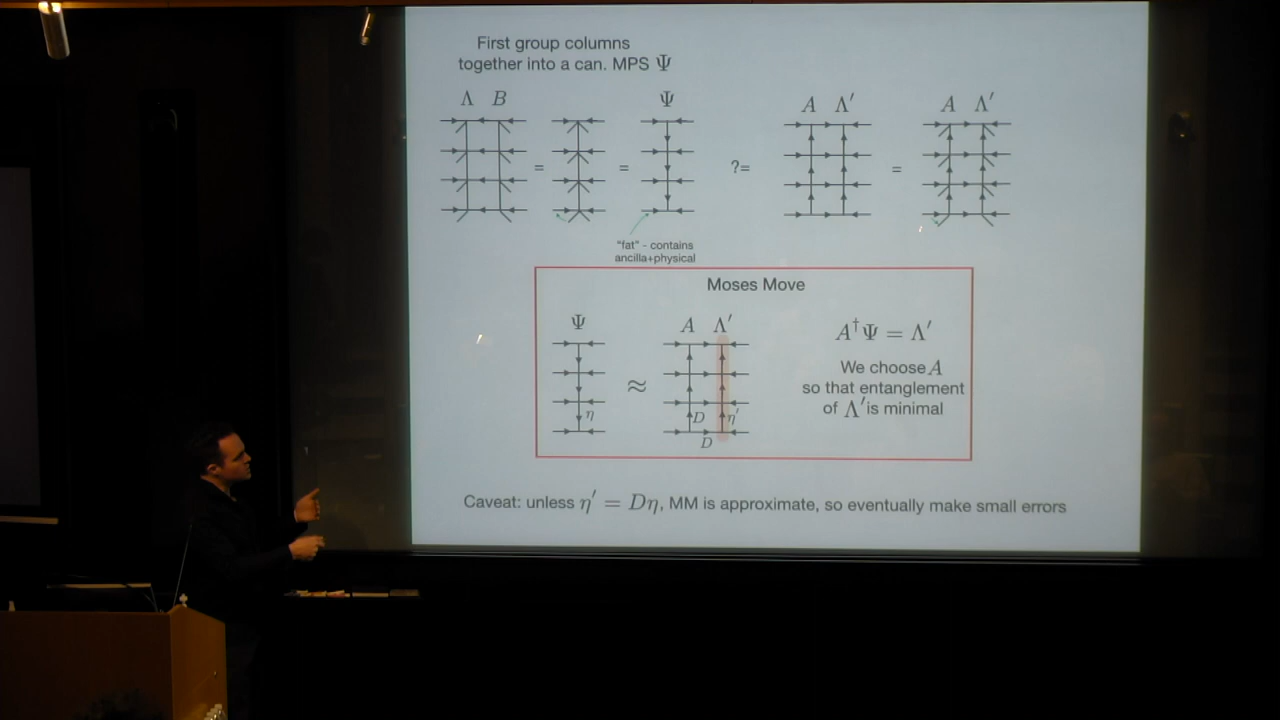 First group columns
together into a can. MPS Ψ
Λ B
Ψ
A Λ′
A Λ′
=
=
?=
=
"fat" - contains
ancilla+physical
Moses Move
Ψ
A Λ′
A†Ψ = Λ′
We choose A
so that entanglement
of Λ′ is minimal
≈
η
D η′
D
Caveat: unless η′ = Dη, MM is approximate, so eventually make small errors